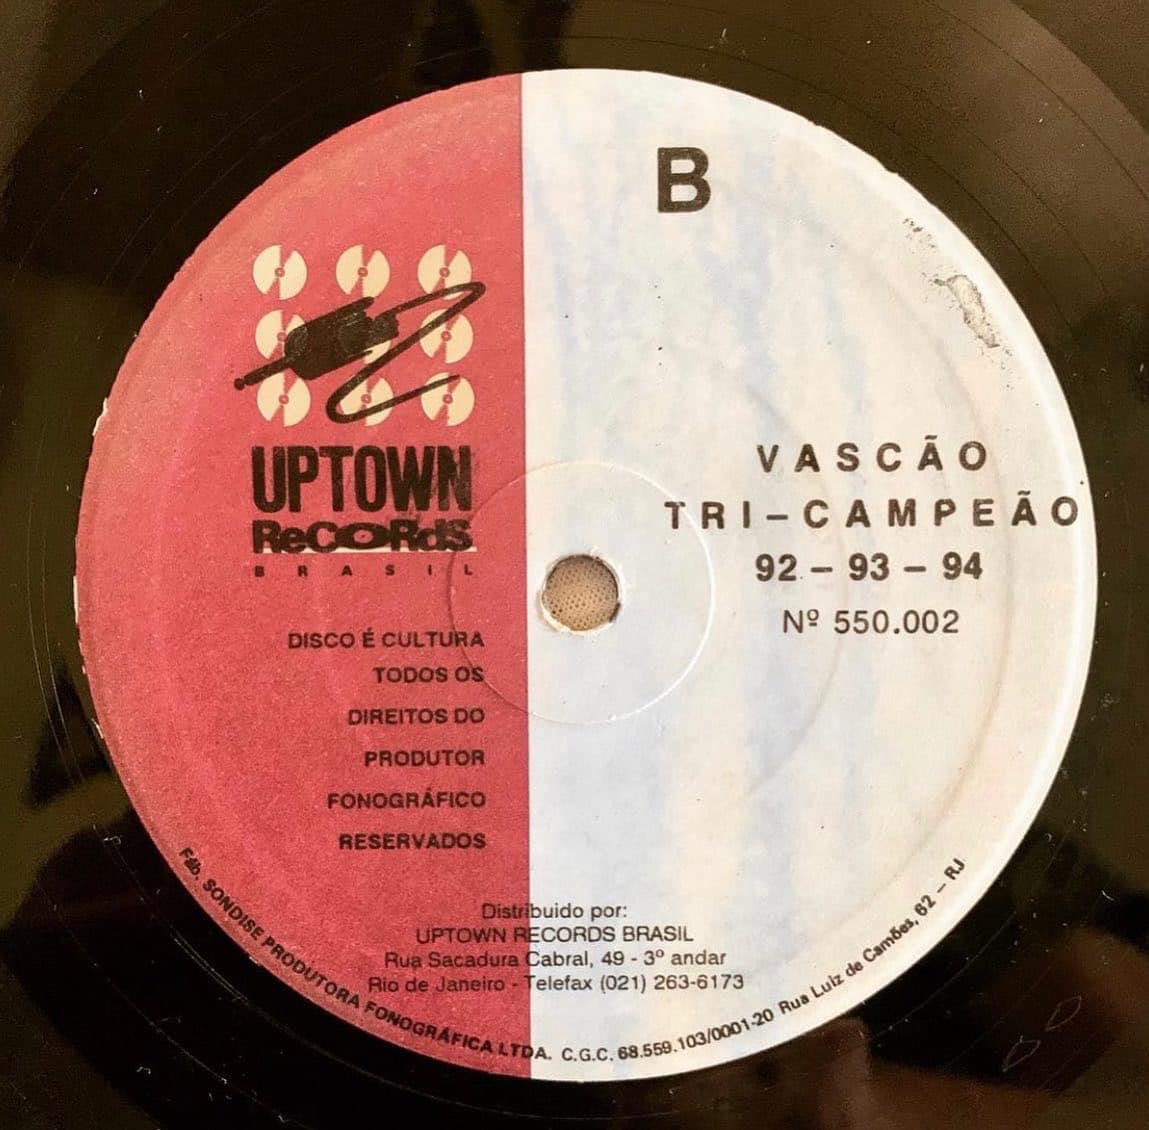 B
UPTOWN
ReCORdS
BRASIL
VASCÃO
TRI-CAMPEÃO
92 - 93 - 94
Nº 550.002
DISCO É CULTURA
TODOS OS
DIREITOS DO
PRODUTOR
FONOGRÁFICO
RESERVADOS
Distribuido por:
UPTOWN RECORDS BRASIL
Rua Sacadura Cabral, 49 - 3º andar
Rio de Janeiro - Telefax (021) 263-6173
Fáb. SONDISE PRODUTORA FONOGRÁFICA LTDA. C.G.C. 68.559.103/0001-20 Rua Luiz de Camões, 62 - RJ